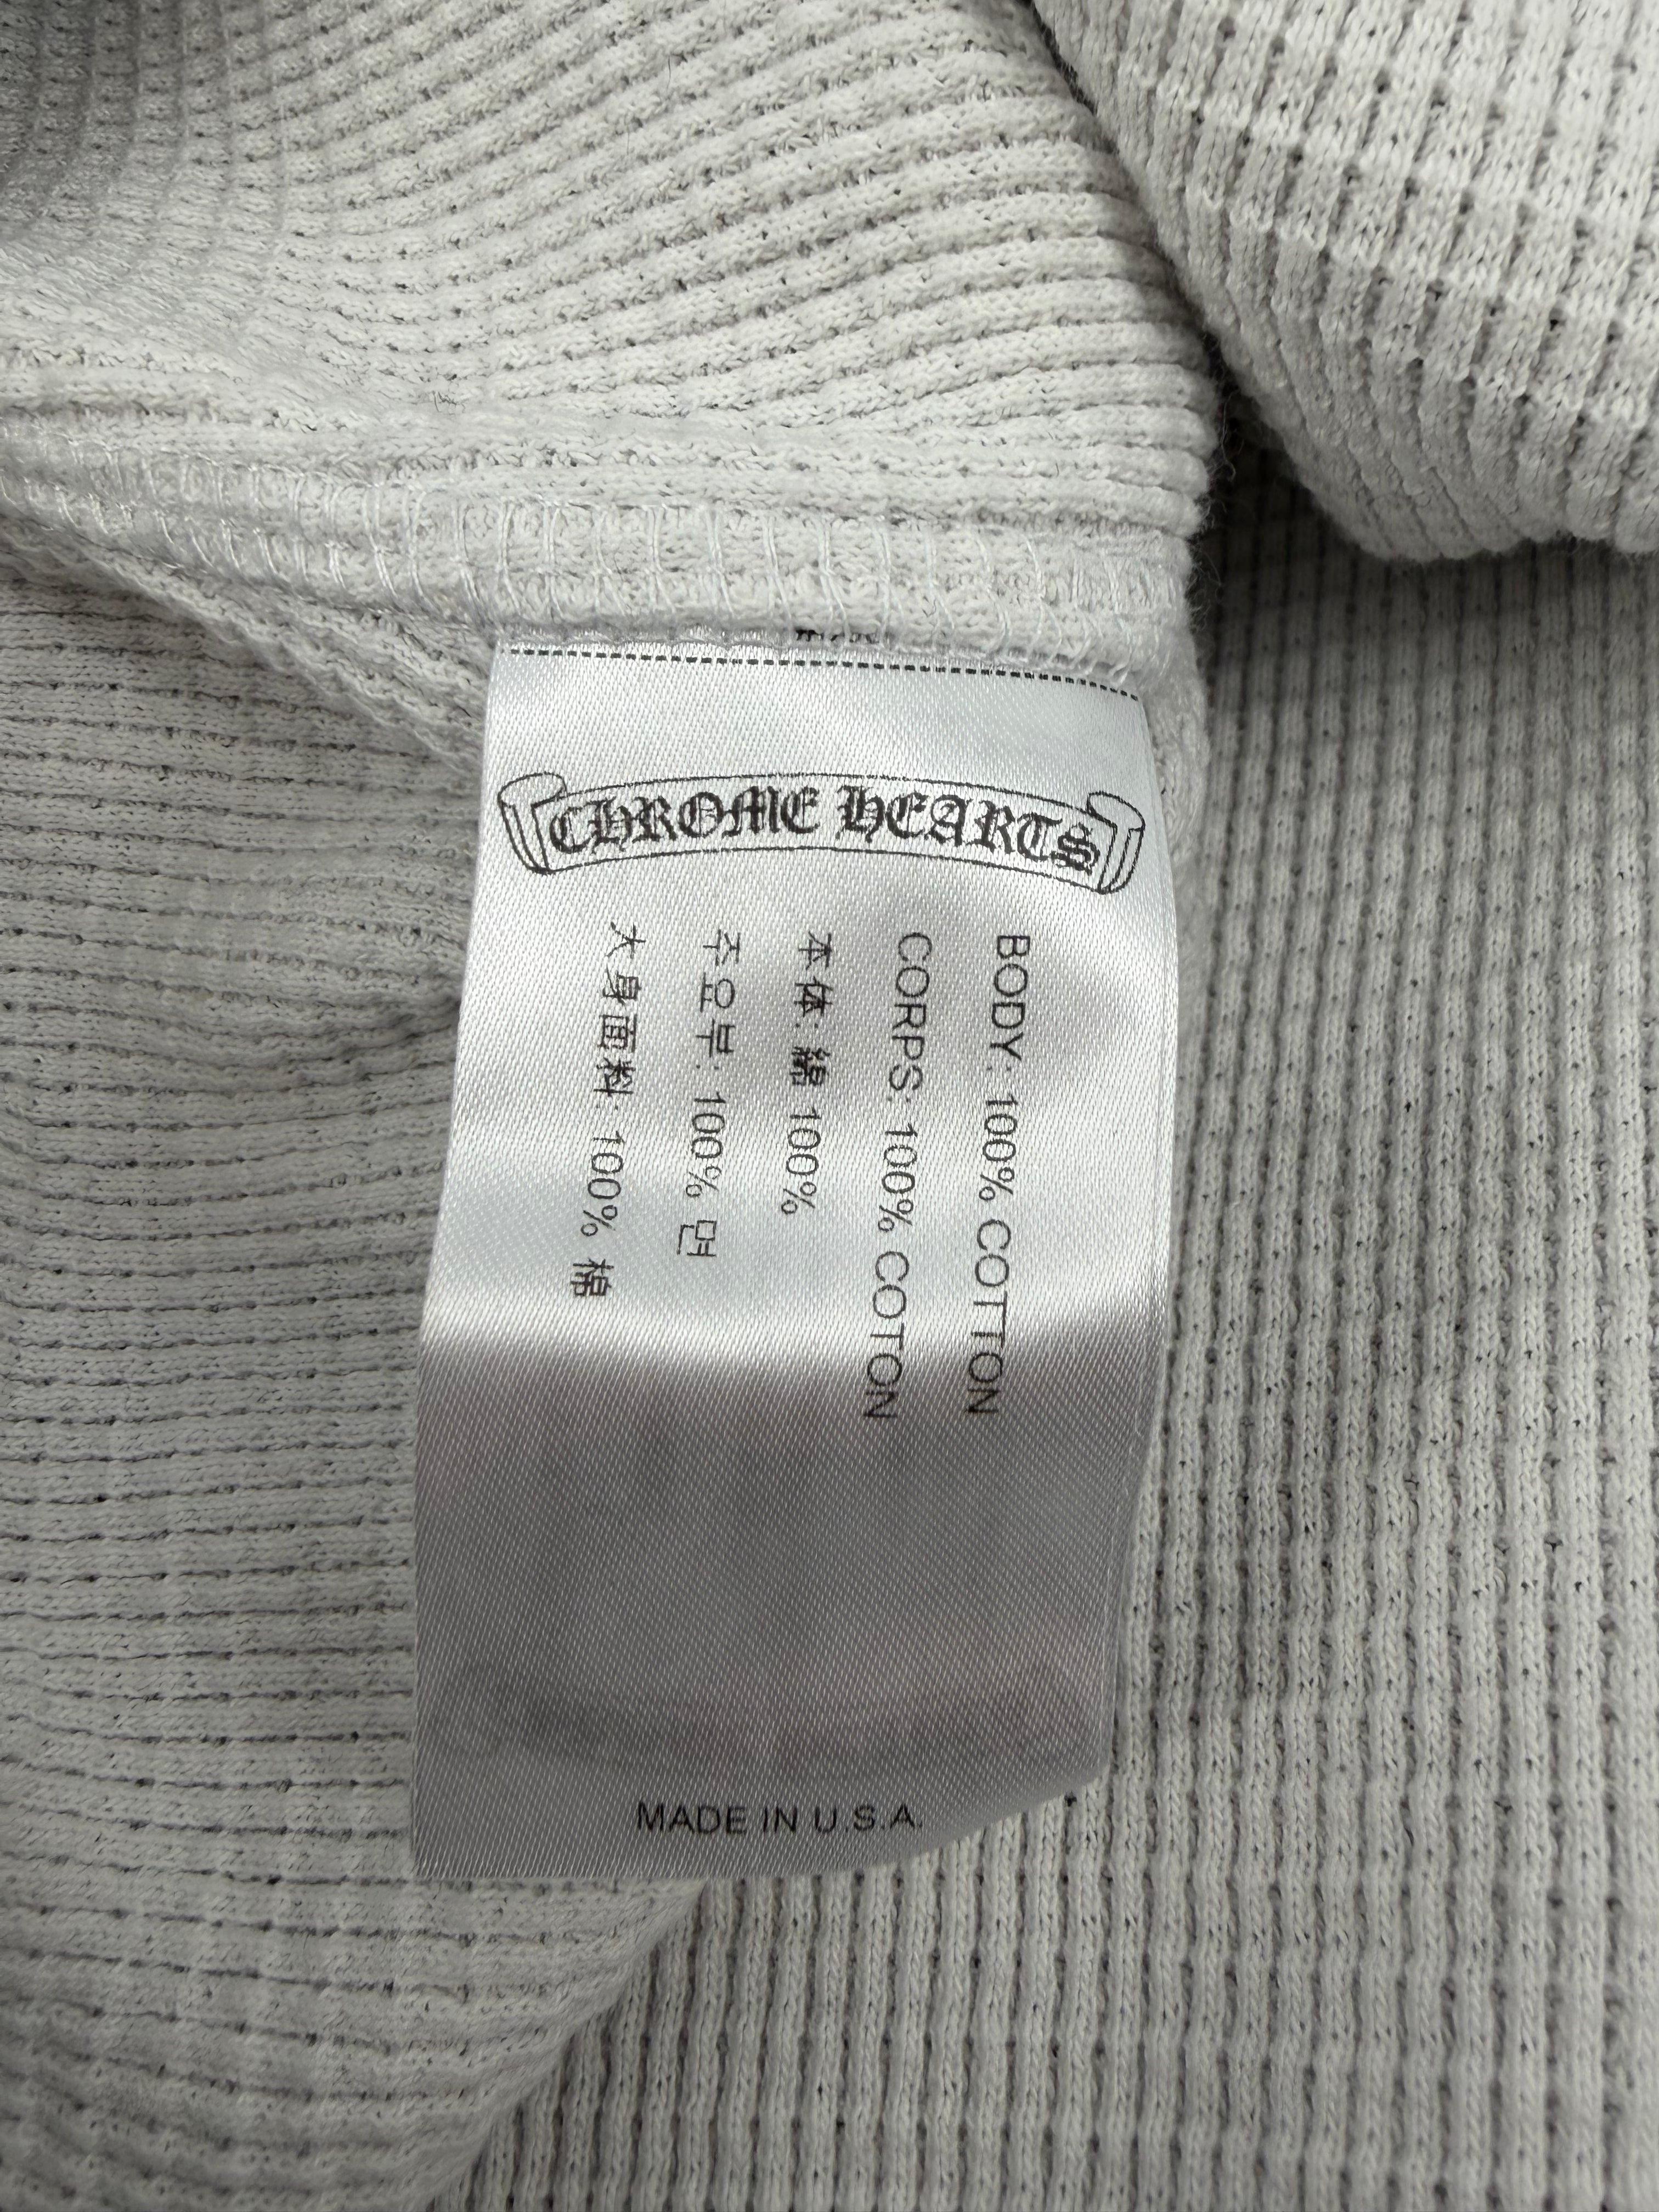 CHROME HEARTS
BODY: 100% COTTON
CORPS: 100% COTON
本体: 綿 100%
주요부: 100% 면
大身面料: 100% 棉
MADE IN U.S.A.